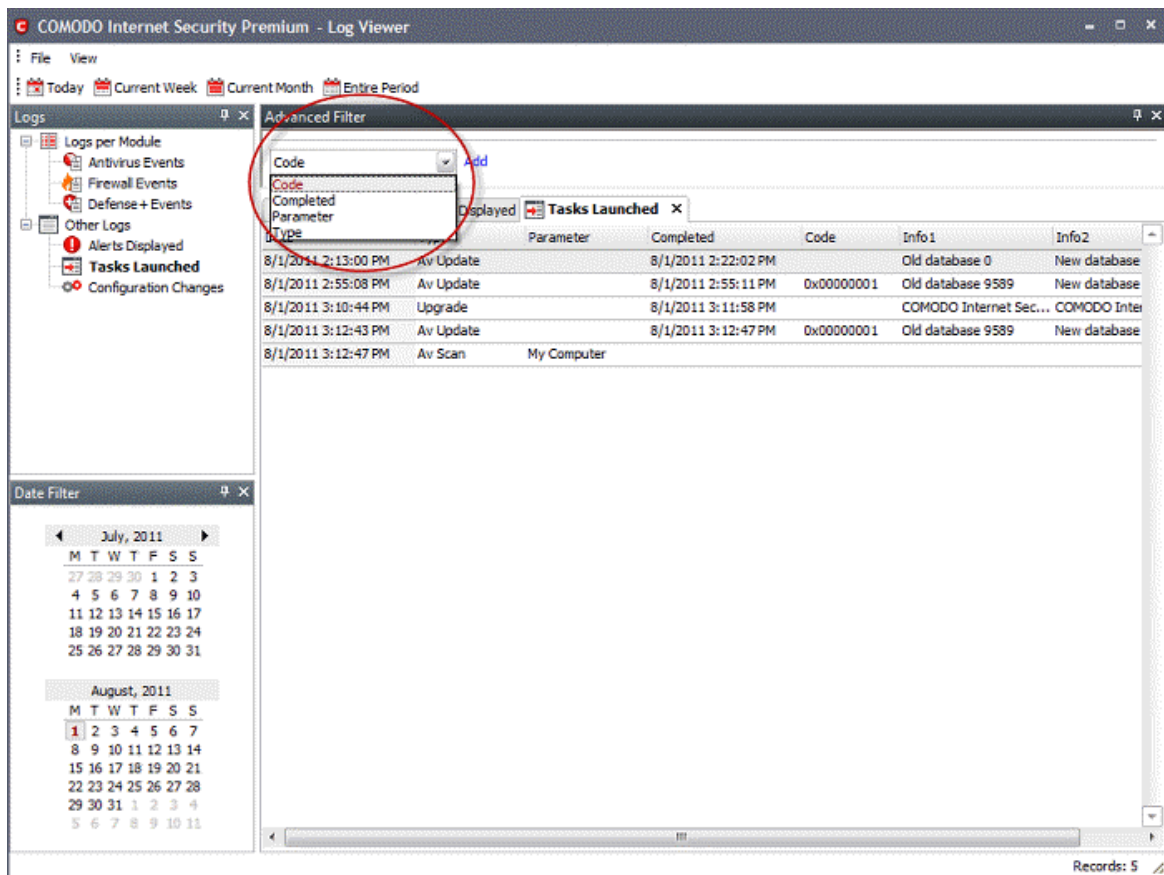 COMODO Internet Security Premium - Log Viewer
File View
Today Current Week Current Month Entire Period
Logs
Logs per Module
Antivirus Events
Firewall Events
Defense+ Events
Other Logs
Alerts Displayed
Tasks Launched
Configuration Changes
Advanced Filter
Code Add
Code
Completed
Parameter
Type
Displayed Tasks Launched
Parameter Completed Code Info1 Info2
8/1/2011 2:13:00 PM Av Update 8/1/2011 2:22:02 PM Old database 0 New database
8/1/2011 2:55:08 PM Av Update 8/1/2011 2:55:11 PM 0x00000001 Old database 9589 New database
8/1/2011 3:10:44 PM Upgrade 8/1/2011 3:11:58 PM COMODO Internet Sec... COMODO Inter
8/1/2011 3:12:43 PM Av Update 8/1/2011 3:12:47 PM 0x00000001 Old database 9589 New database
8/1/2011 3:12:47 PM Av Scan My Computer
Date Filter
July, 2011
M T W T F S S
27 28 29 30 1 2 3
4 5 6 7 8 9 10
11 12 13 14 15 16 17
18 19 20 21 22 23 24
25 26 27 28 29 30 31
August, 2011
M T W T F S S
1 2 3 4 5 6 7
8 9 10 11 12 13 14
15 16 17 18 19 20 21
22 23 24 25 26 27 28
29 30 31 1 2 3 4
5 6 7 8 9 10 11
Records: 5